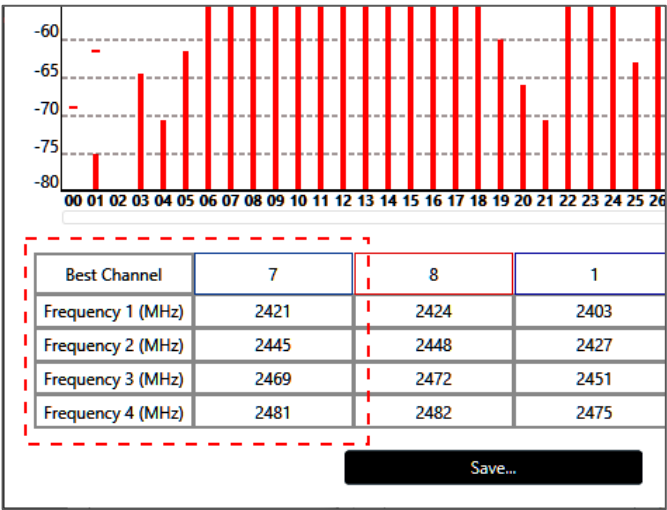 -60
-65
-70
-75
-80
00 01 02 03 04 05 06 07 08 09 10 11 12 13 14 15 16 17 18 19 20 21 22 23 24 25 26
Best Channel 7 8 1
Frequency 1 (MHz) 2421 2424 2403
Frequency 2 (MHz) 2445 2448 2427
Frequency 3 (MHz) 2469 2472 2451
Frequency 4 (MHz) 2481 2482 2475
Save...